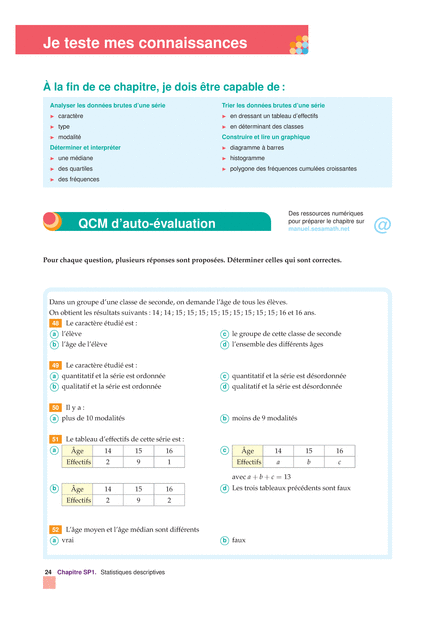 Je teste mes connaissances
À la fin de ce chapitre, je dois être capable de :
Analyser les données brutes d'une série
► caractère
► type
► modalité
Déterminer et interpréter
► une médiane
► des quartiles
► des fréquences
Trier les données brutes d'une série
► en dressant un tableau d'effectifs
► en déterminant des classes
Construire et lire un graphique
► diagramme à barres
► histogramme
► polygone des fréquences cumulées croissantes
QCM d'auto-évaluation
Des ressources numériques
pour préparer le chapitre sur
manuel.sesamath.net
@
Pour chaque question, plusieurs réponses sont proposées. Déterminer celles qui sont correctes.
Dans un groupe d'une classe de seconde, on demande l'âge de tous les élèves.
On obtient les résultats suivants : 14 ; 14 ; 15 ; 15 ; 15 ; 15 ; 15 ; 15 ; 15 ; 15 ; 15 ; 16 et 16 ans.
48 Le caractère étudié est :
a l'élève
b l'âge de l'élève
c le groupe de cette classe de seconde
d l'ensemble des différents âges
49 Le caractère étudié est :
a quantitatif et la série est ordonnée
b qualitatif et la série est ordonnée
c quantitatif et la série est désordonnée
d qualitatif et la série est désordonnée
50 Il y a :
a plus de 10 modalités
b moins de 9 modalités
51 Le tableau d'effectifs de cette série est :
a Âge 14 15 16
Effectifs 2 9 1
b Âge 14 15 16
Effectifs 2 9 2
c Âge 14 15 16
Effectifs a b c
avec a + b + c = 13
d Les trois tableaux précédents sont faux
52 L'âge moyen et l'âge médian sont différents
a vrai
b faux
24 Chapitre SP1. Statistiques descriptives